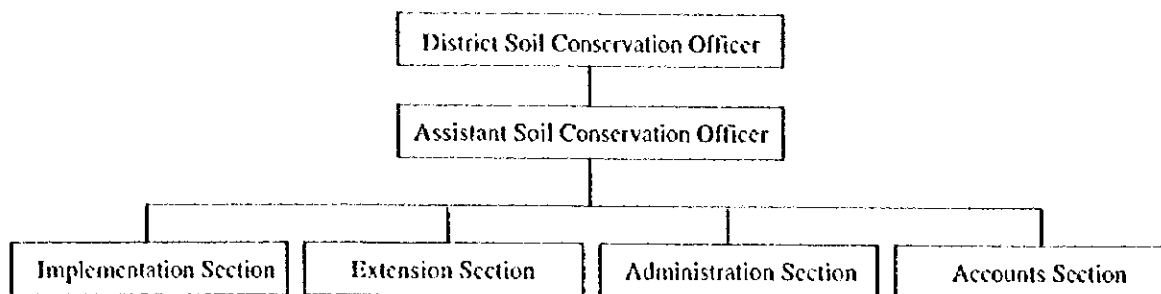 District Soil Conservation Officer
Assistant Soil Conservation Officer
Implementation Section
Extension Section
Administration Section
Accounts Section